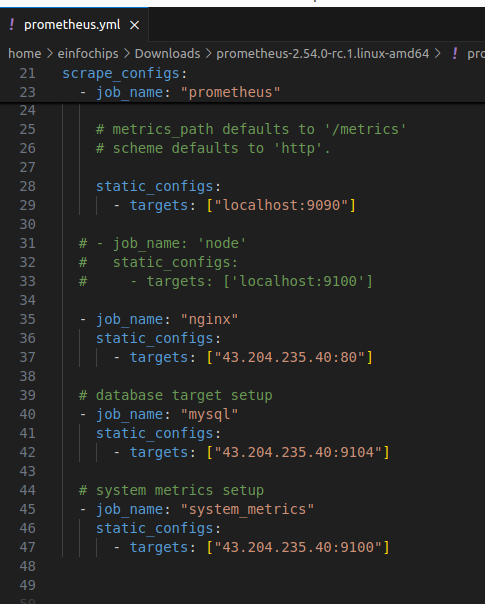 ! prometheus.yml ×
home > einfochips > Downloads > prometheus-2.54.0-rc.1.linux-amd64 > ! pro
21 scrape_configs:
23   - job_name: "prometheus"
24
25     # metrics_path defaults to '/metrics'
26     # scheme defaults to 'http'.
27
28     static_configs:
29       - targets: ["localhost:9090"]
30
31   # - job_name: 'node'
32   #   static_configs:
33   #     - targets: ['localhost:9100']
34
35   - job_name: "nginx"
36     static_configs:
37       - targets: ["43.204.235.40:80"]
38
39   # database target setup
40   - job_name: "mysql"
41     static_configs:
42       - targets: ["43.204.235.40:9104"]
43
44   # system metrics setup
45   - job_name: "system_metrics"
46     static_configs:
47       - targets: ["43.204.235.40:9100"]
48
49